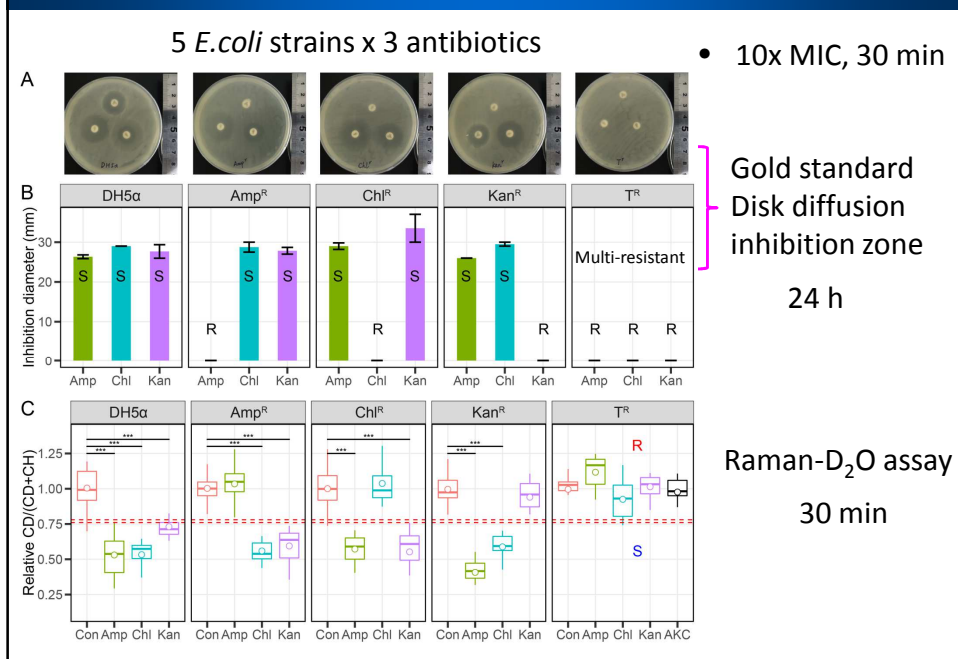 5 E.coli strains x 3 antibiotics
• 10x MIC, 30 min
A
DH5α
Ampʳ
Chlʳ
kanʳ
Tʳ
Gold standard
Disk diffusion
inhibition zone
24 h
B
DH5α Ampᴿ Chlᴿ Kanᴿ Tᴿ
Inhibition diameter (mm)
30
20
10
0
S S S
R S S
S R S
S S R
Multi-resistant
R R R
Amp Chl Kan Amp Chl Kan Amp Chl Kan Amp Chl Kan Amp Chl Kan
C
DH5α Ampᴿ Chlᴿ Kanᴿ Tᴿ
Relative CD/(CD+CH)
1.25
1.00
0.75
0.50
0.25
*** *** ***
*** ***
*** ***
*** ***
R
S
Con Amp Chl Kan Con Amp Chl Kan Con Amp Chl Kan Con Amp Chl Kan Con Amp Chl Kan AKC
Raman-D₂O assay
30 min